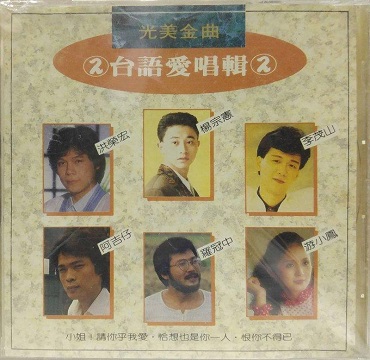 光美金曲
2台語愛唱輯2
洪榮宏
楊宗憲
李茂山
阿吉仔
羅冠中
游小鳳
小姐!請你乎我愛·恰想也是你一人·恨你不得已